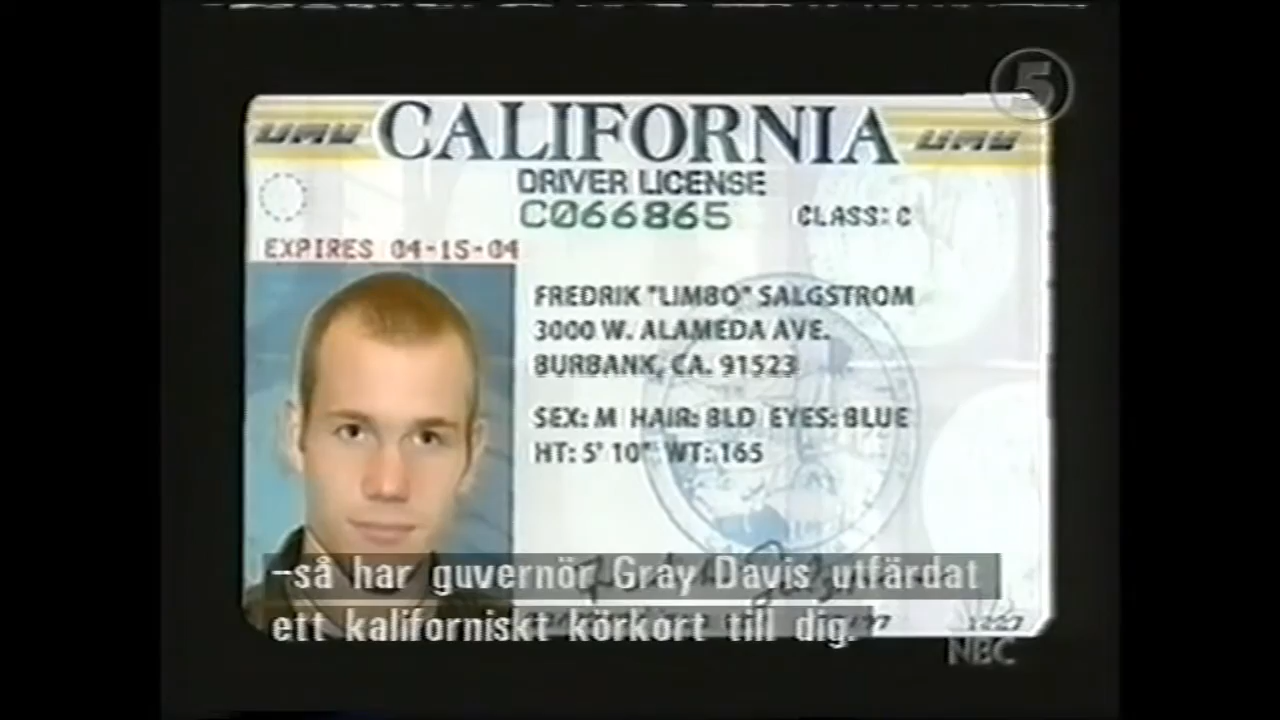 5
CALIFORNIA
DRIVER LICENSE
C066865 CLASS: C
EXPIRES 04-15-04
FREDRIK "LIMBO" SALGSTROM
3000 W. ALAMEDA AVE.
BURBANK, CA. 91523
SEX: M HAIR: BLD EYES: BLUE
HT: 5' 10" WT: 165
-så har guvernör Gray Davis utfärdat
ett kaliforniskt körkort till dig.
NBC